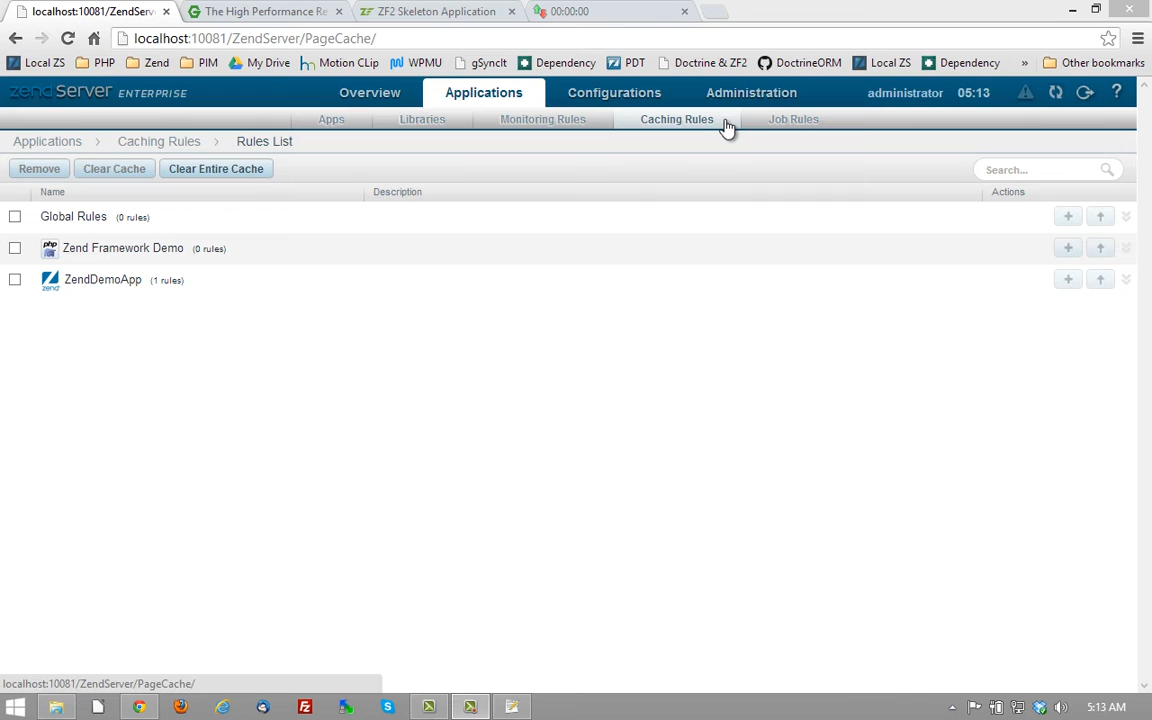 localhost:10081/ZendServ
The High Performance Re
ZF2 Skeleton Application
00:00:00
localhost:10081/ZendServer/PageCache/
Local ZS
PHP
Zend
PIM
My Drive
Motion CLip
WPMU
gSyncIt
Dependency
PDT
Doctrine & ZF2
DoctrineORM
Local ZS
Dependency
»
Other bookmarks
zend Server ENTERPRISE
Overview
Applications
Configurations
Administration
administrator
05:13
?
Apps
Libraries
Monitoring Rules
Caching Rules
Job Rules
Applications > Caching Rules > Rules List
Remove
Clear Cache
Clear Entire Cache
Search...
Name
Description
Actions
Global Rules (0 rules)
php Zend Framework Demo (0 rules)
zend ZendDemoApp (1 rules)
localhost:10081/ZendServer/PageCache/
5:13 AM